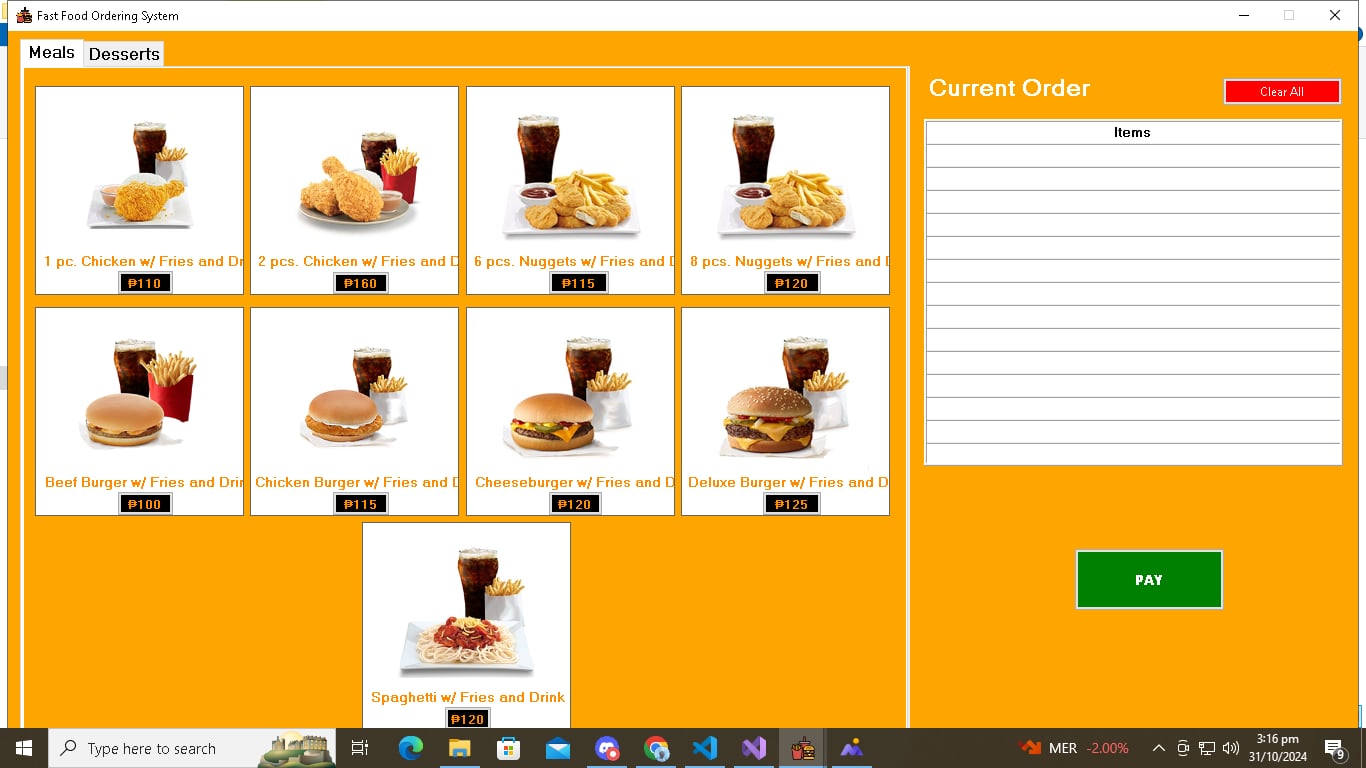 Fast Food Ordering System
Meals
Desserts
Current Order
Clear All
Items
1 pc. Chicken w/ Fries and Dr
₱110
2 pcs. Chicken w/ Fries and D
₱160
6 pcs. Nuggets w/ Fries and D
₱115
8 pcs. Nuggets w/ Fries and D
₱120
Beef Burger w/ Fries and Drin
₱100
Chicken Burger w/ Fries and D
₱115
Cheeseburger w/ Fries and D
₱120
Deluxe Burger w/ Fries and D
₱125
Spaghetti w/ Fries and Drink
₱120
PAY
Type here to search
MER -2.00%
3:16 pm
31/10/2024
9